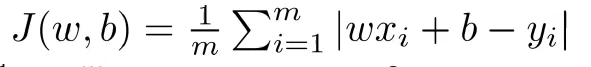 J(w, b) = \frac{1}{m} \sum_{i=1}^{m} |wx_i + b - y_i|